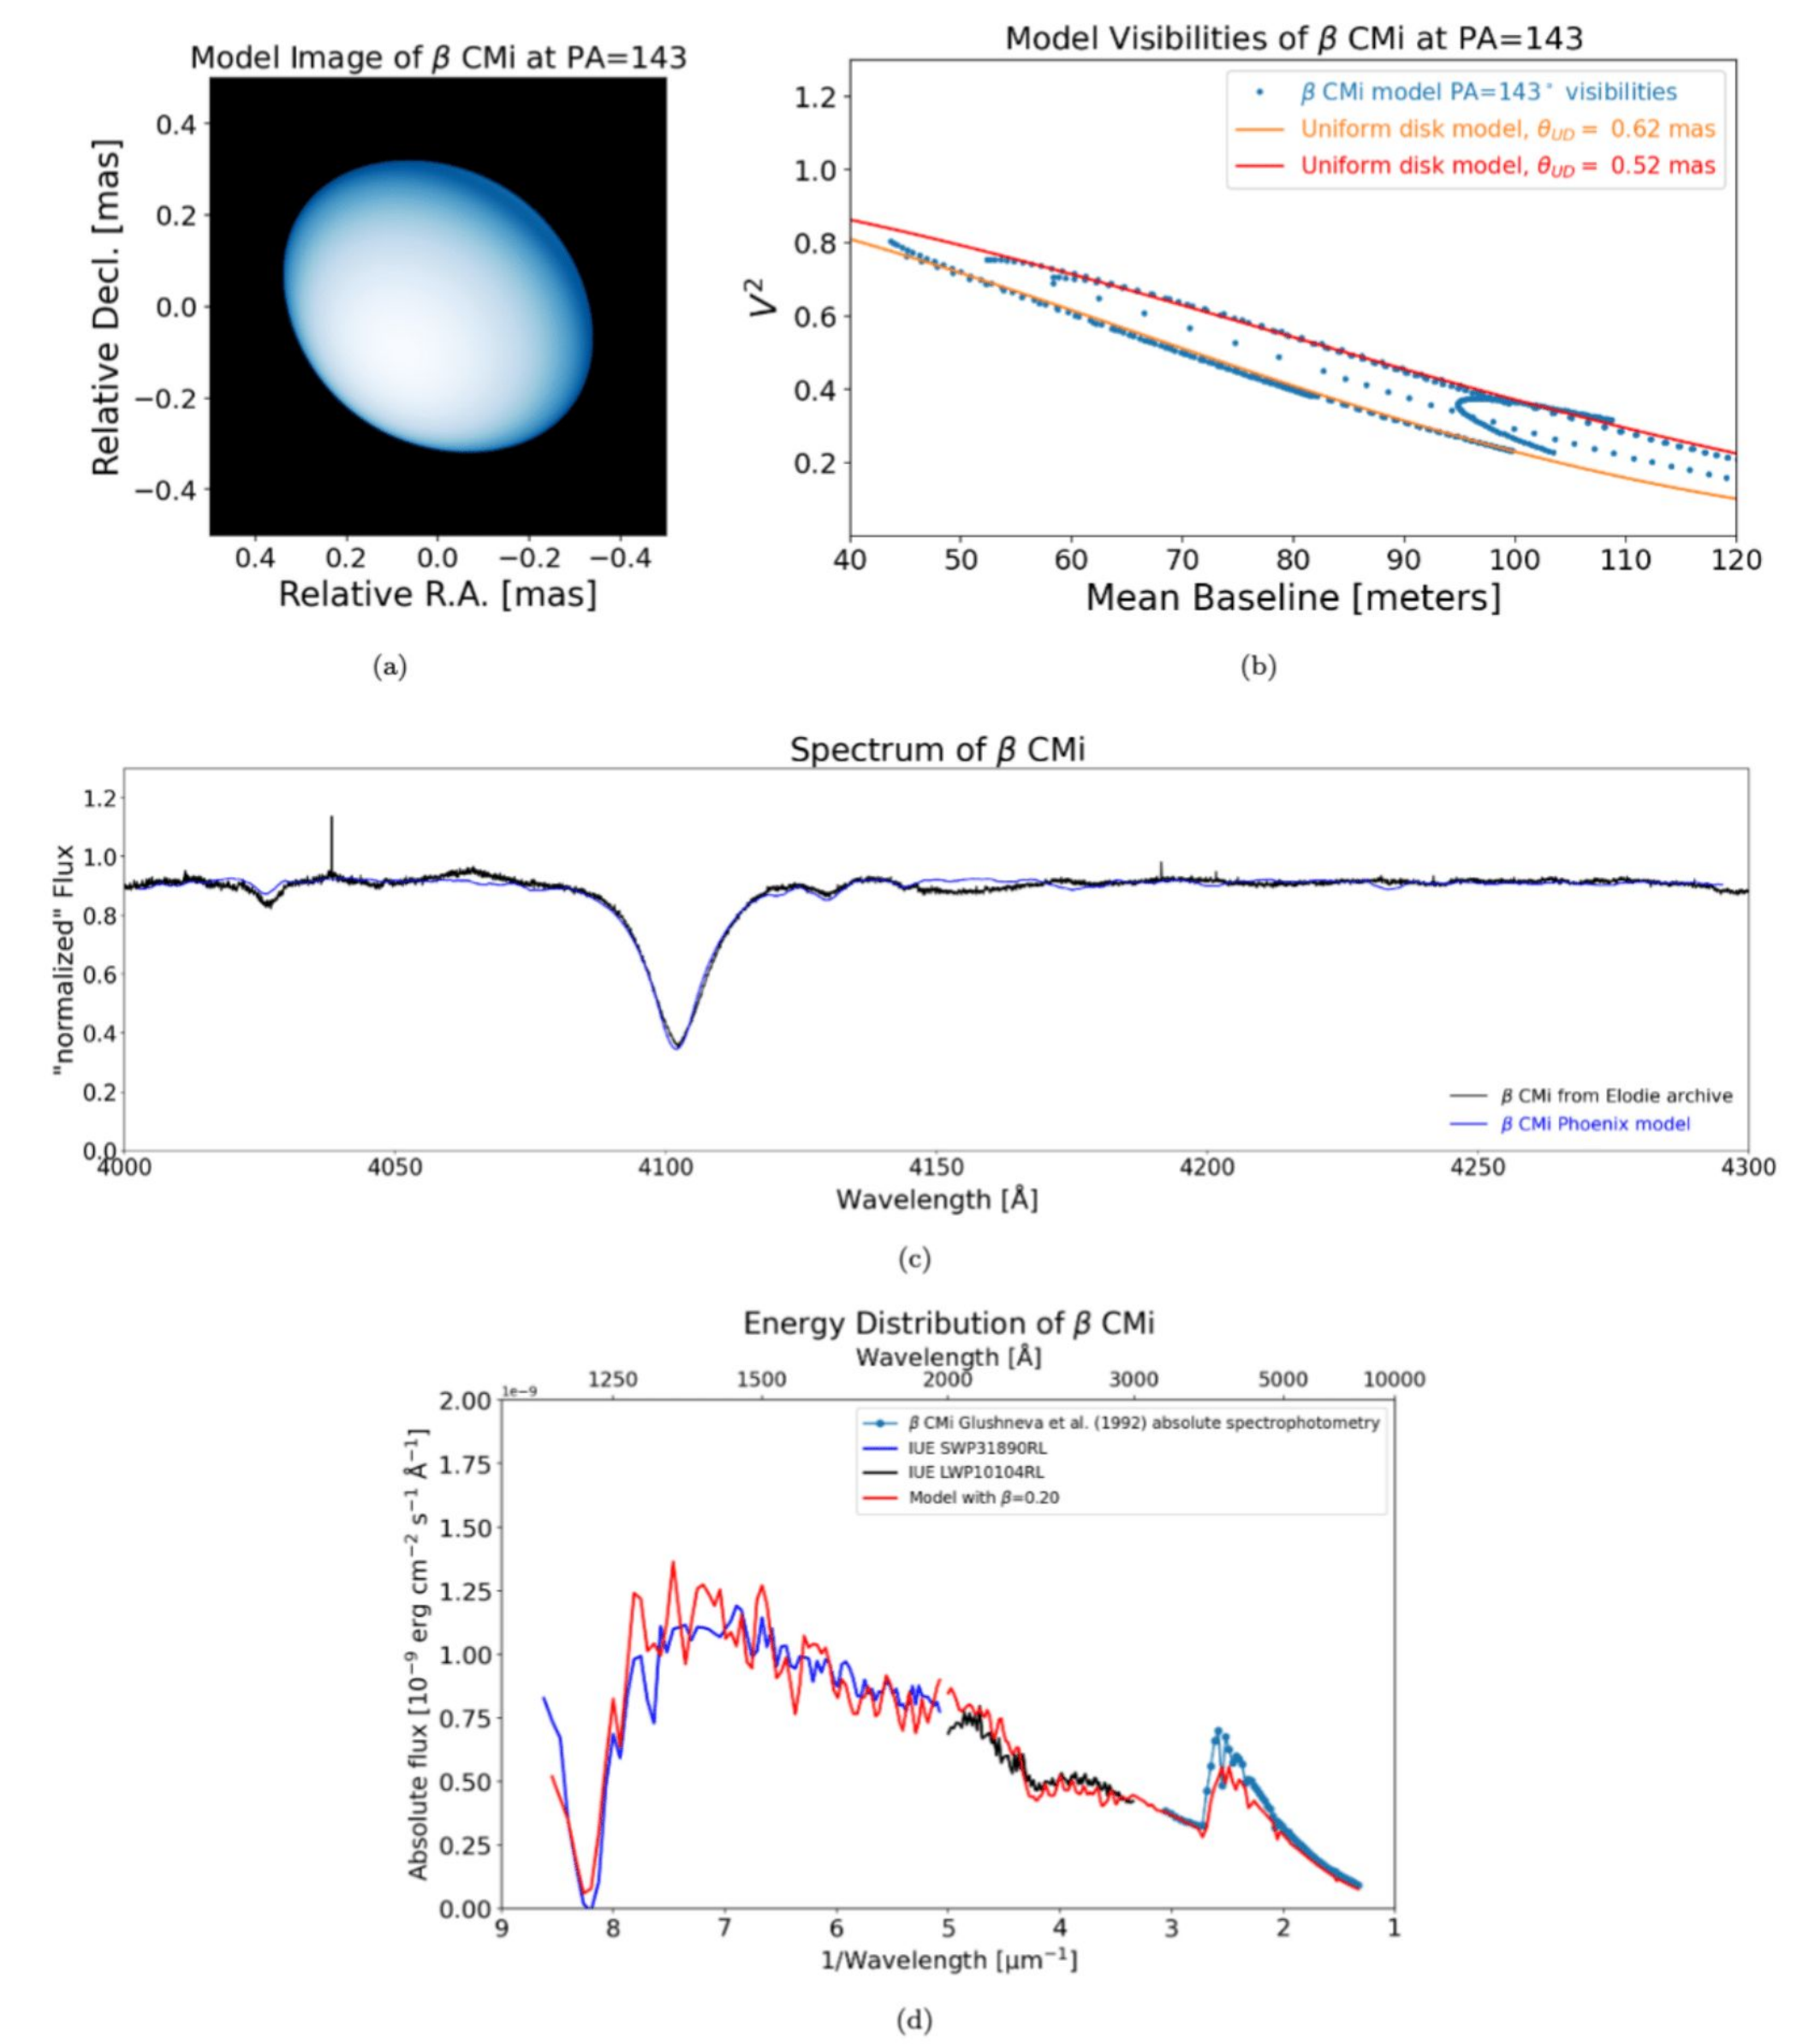 Model Image of β CMi at PA=143
Relative Decl. [mas]
0.4
0.2
0.0
−0.2
−0.4
0.4 0.2 0.0 −0.2 −0.4
Relative R.A. [mas]
(a)
Model Visibilities of β CMi at PA=143
β CMi model PA=143° visibilities
Uniform disk model, θUD = 0.62 mas
Uniform disk model, θUD = 0.52 mas
V²
1.2
1.0
0.8
0.6
0.4
0.2
40 50 60 70 80 90 100 110 120
Mean Baseline [meters]
(b)
Spectrum of β CMi
"normalized" Flux
1.2
1.0
0.8
0.6
0.4
0.2
0.0
β CMi from Elodie archive
β CMi Phoenix model
4000 4050 4100 4150 4200 4250 4300
Wavelength [Å]
(c)
Energy Distribution of β CMi
Wavelength [Å]
1250 1500 2000 3000 5000 10000
1e−9
β CMi Glushneva et al. (1992) absolute spectrophotometry
IUE SWP31890RL
IUE LWP10104RL
Model with β=0.20
Absolute flux [10⁻⁹ erg cm⁻² s⁻¹ Å⁻¹]
2.00
1.75
1.50
1.25
1.00
0.75
0.50
0.25
0.00
9 8 7 6 5 4 3 2 1
1/Wavelength [μm⁻¹]
(d)